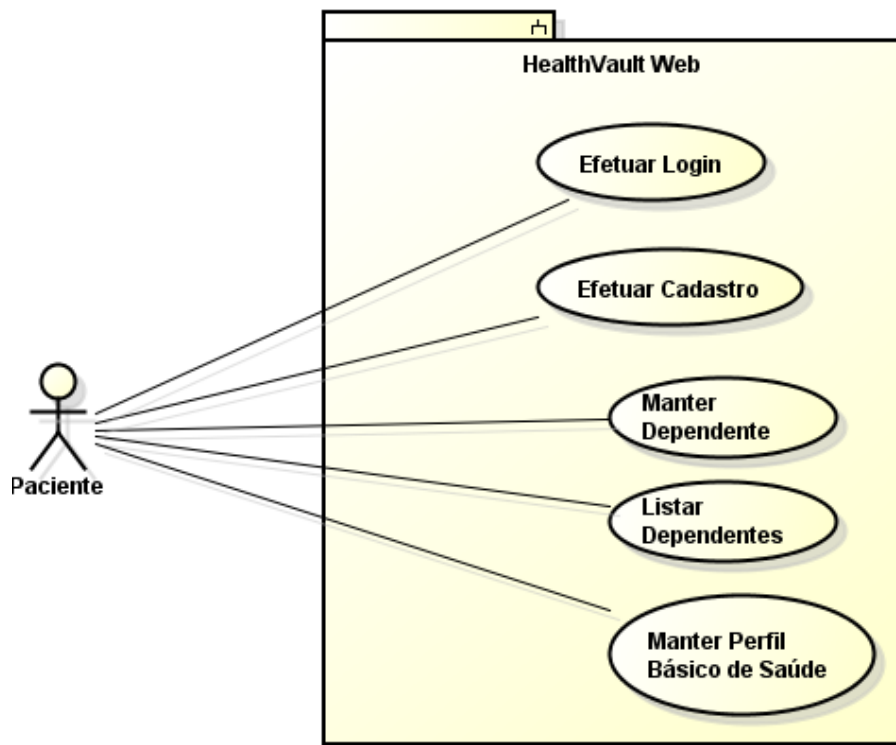 HealthVault Web
Efetuar Login
Efetuar Cadastro
Manter
Dependente
Listar
Dependentes
Paciente
Manter Perfil
Básico de Saúde